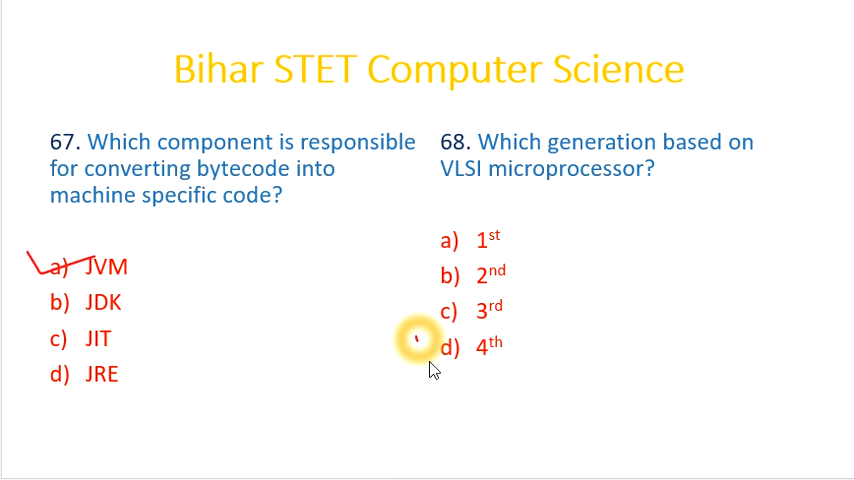 Bihar STET Computer Science
67. Which component is responsible
for converting bytecode into
machine specific code?
a) JVM
b) JDK
c) JIT
d) JRE
68. Which generation based on
VLSI microprocessor?
a) 1st
b) 2nd
c) 3rd
d) 4th